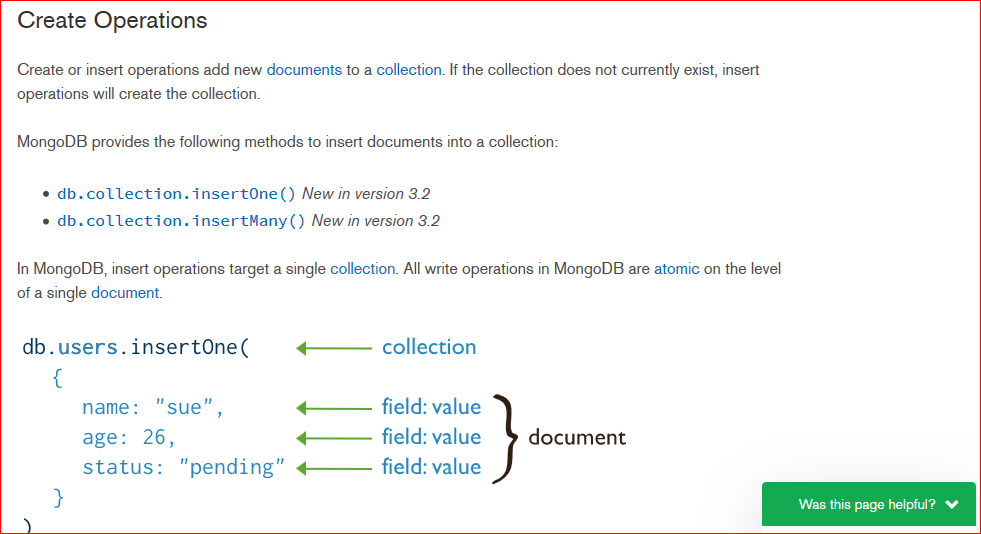 Create Operations
Create or insert operations add new documents to a collection. If the collection does not currently exist, insert
operations will create the collection.
MongoDB provides the following methods to insert documents into a collection:
• db.collection.insertOne() New in version 3.2
• db.collection.insertMany() New in version 3.2
In MongoDB, insert operations target a single collection. All write operations in MongoDB are atomic on the level
of a single document.
db.users.insertOne( collection
{
name: "sue", field: value
age: 26, field: value } document
status: "pending" field: value
}
)
Was this page helpful?